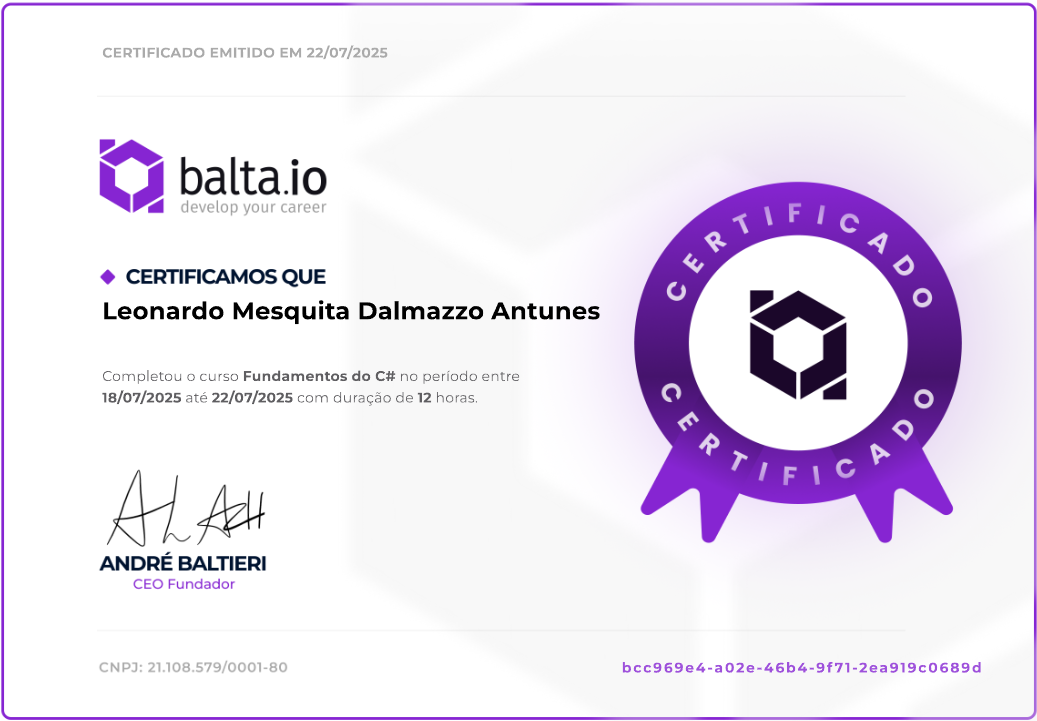 CERTIFICADO EMITIDO EM 22/07/2025
balta.io
develop your career
CERTIFICAMOS QUE
Leonardo Mesquita Dalmazzo Antunes
Completou o curso Fundamentos do C# no período entre
18/07/2025 até 22/07/2025 com duração de 12 horas.
CERTIFICADO
CERTIFICADO
ANDRÉ BALTIERI
CEO Fundador
CNPJ: 21.108.579/0001-80
bcc969e4-a02e-46b4-9f71-2ea919c0689d